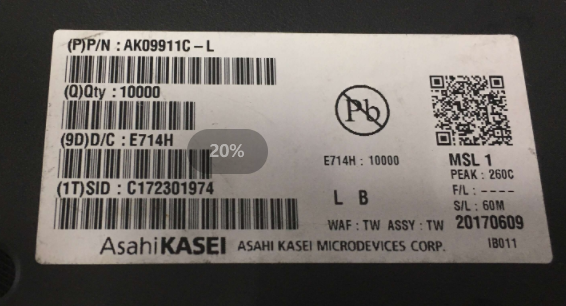 (P)P/N : AK09911C-L
(Q)Qty : 10000
(9D)D/C : E714H
20%
(1T)SID : C172301974
Pb
E714H : 10000
L B
WAF : TW ASSY : TW
MSL 1
PEAK : 260C
F/L : ----
S/L : 60M
20170609
IB011
AsahiKASEI ASAHI KASEI MICRODEVICES CORP.